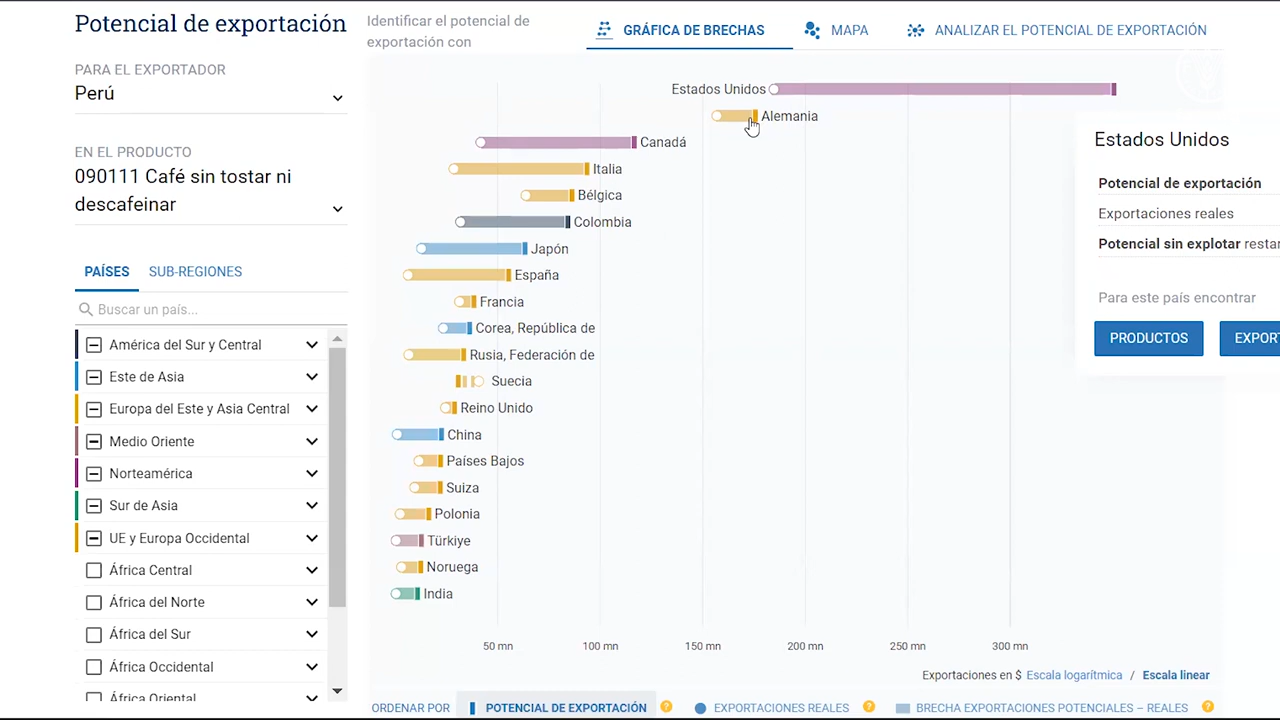 Potencial de exportación
PARA EL EXPORTADOR
Perú
EN EL PRODUCTO
090111 Café sin tostar ni
descafeinar
PAÍSES SUB-REGIONES
Buscar un país...
América del Sur y Central
Este de Asia
Europa del Este y Asia Central
Medio Oriente
Norteamérica
Sur de Asia
UE y Europa Occidental
África Central
África del Norte
África del Sur
África Occidental
África Oriental
Identificar el potencial de
exportación con
GRÁFICA DE BRECHAS MAPA ANALIZAR EL POTENCIAL DE EXPORTACIÓN
Estados Unidos
Alemania
Canadá
Italia
Bélgica
Colombia
Japón
España
Francia
Corea, República de
Rusia, Federación de
Suecia
Reino Unido
China
Países Bajos
Suiza
Polonia
Türkiye
Noruega
India
50 mn 100 mn 150 mn 200 mn 250 mn 300 mn
Exportaciones en $ Escala logarítmica / Escala linear
ORDENAR POR POTENCIAL DE EXPORTACIÓN ? EXPORTACIONES REALES ? BRECHA EXPORTACIONES POTENCIALES – REALES ?
Estados Unidos
Potencial de exportación
Exportaciones reales
Potencial sin explotar restan
Para este país encontrar
PRODUCTOS EXPORT